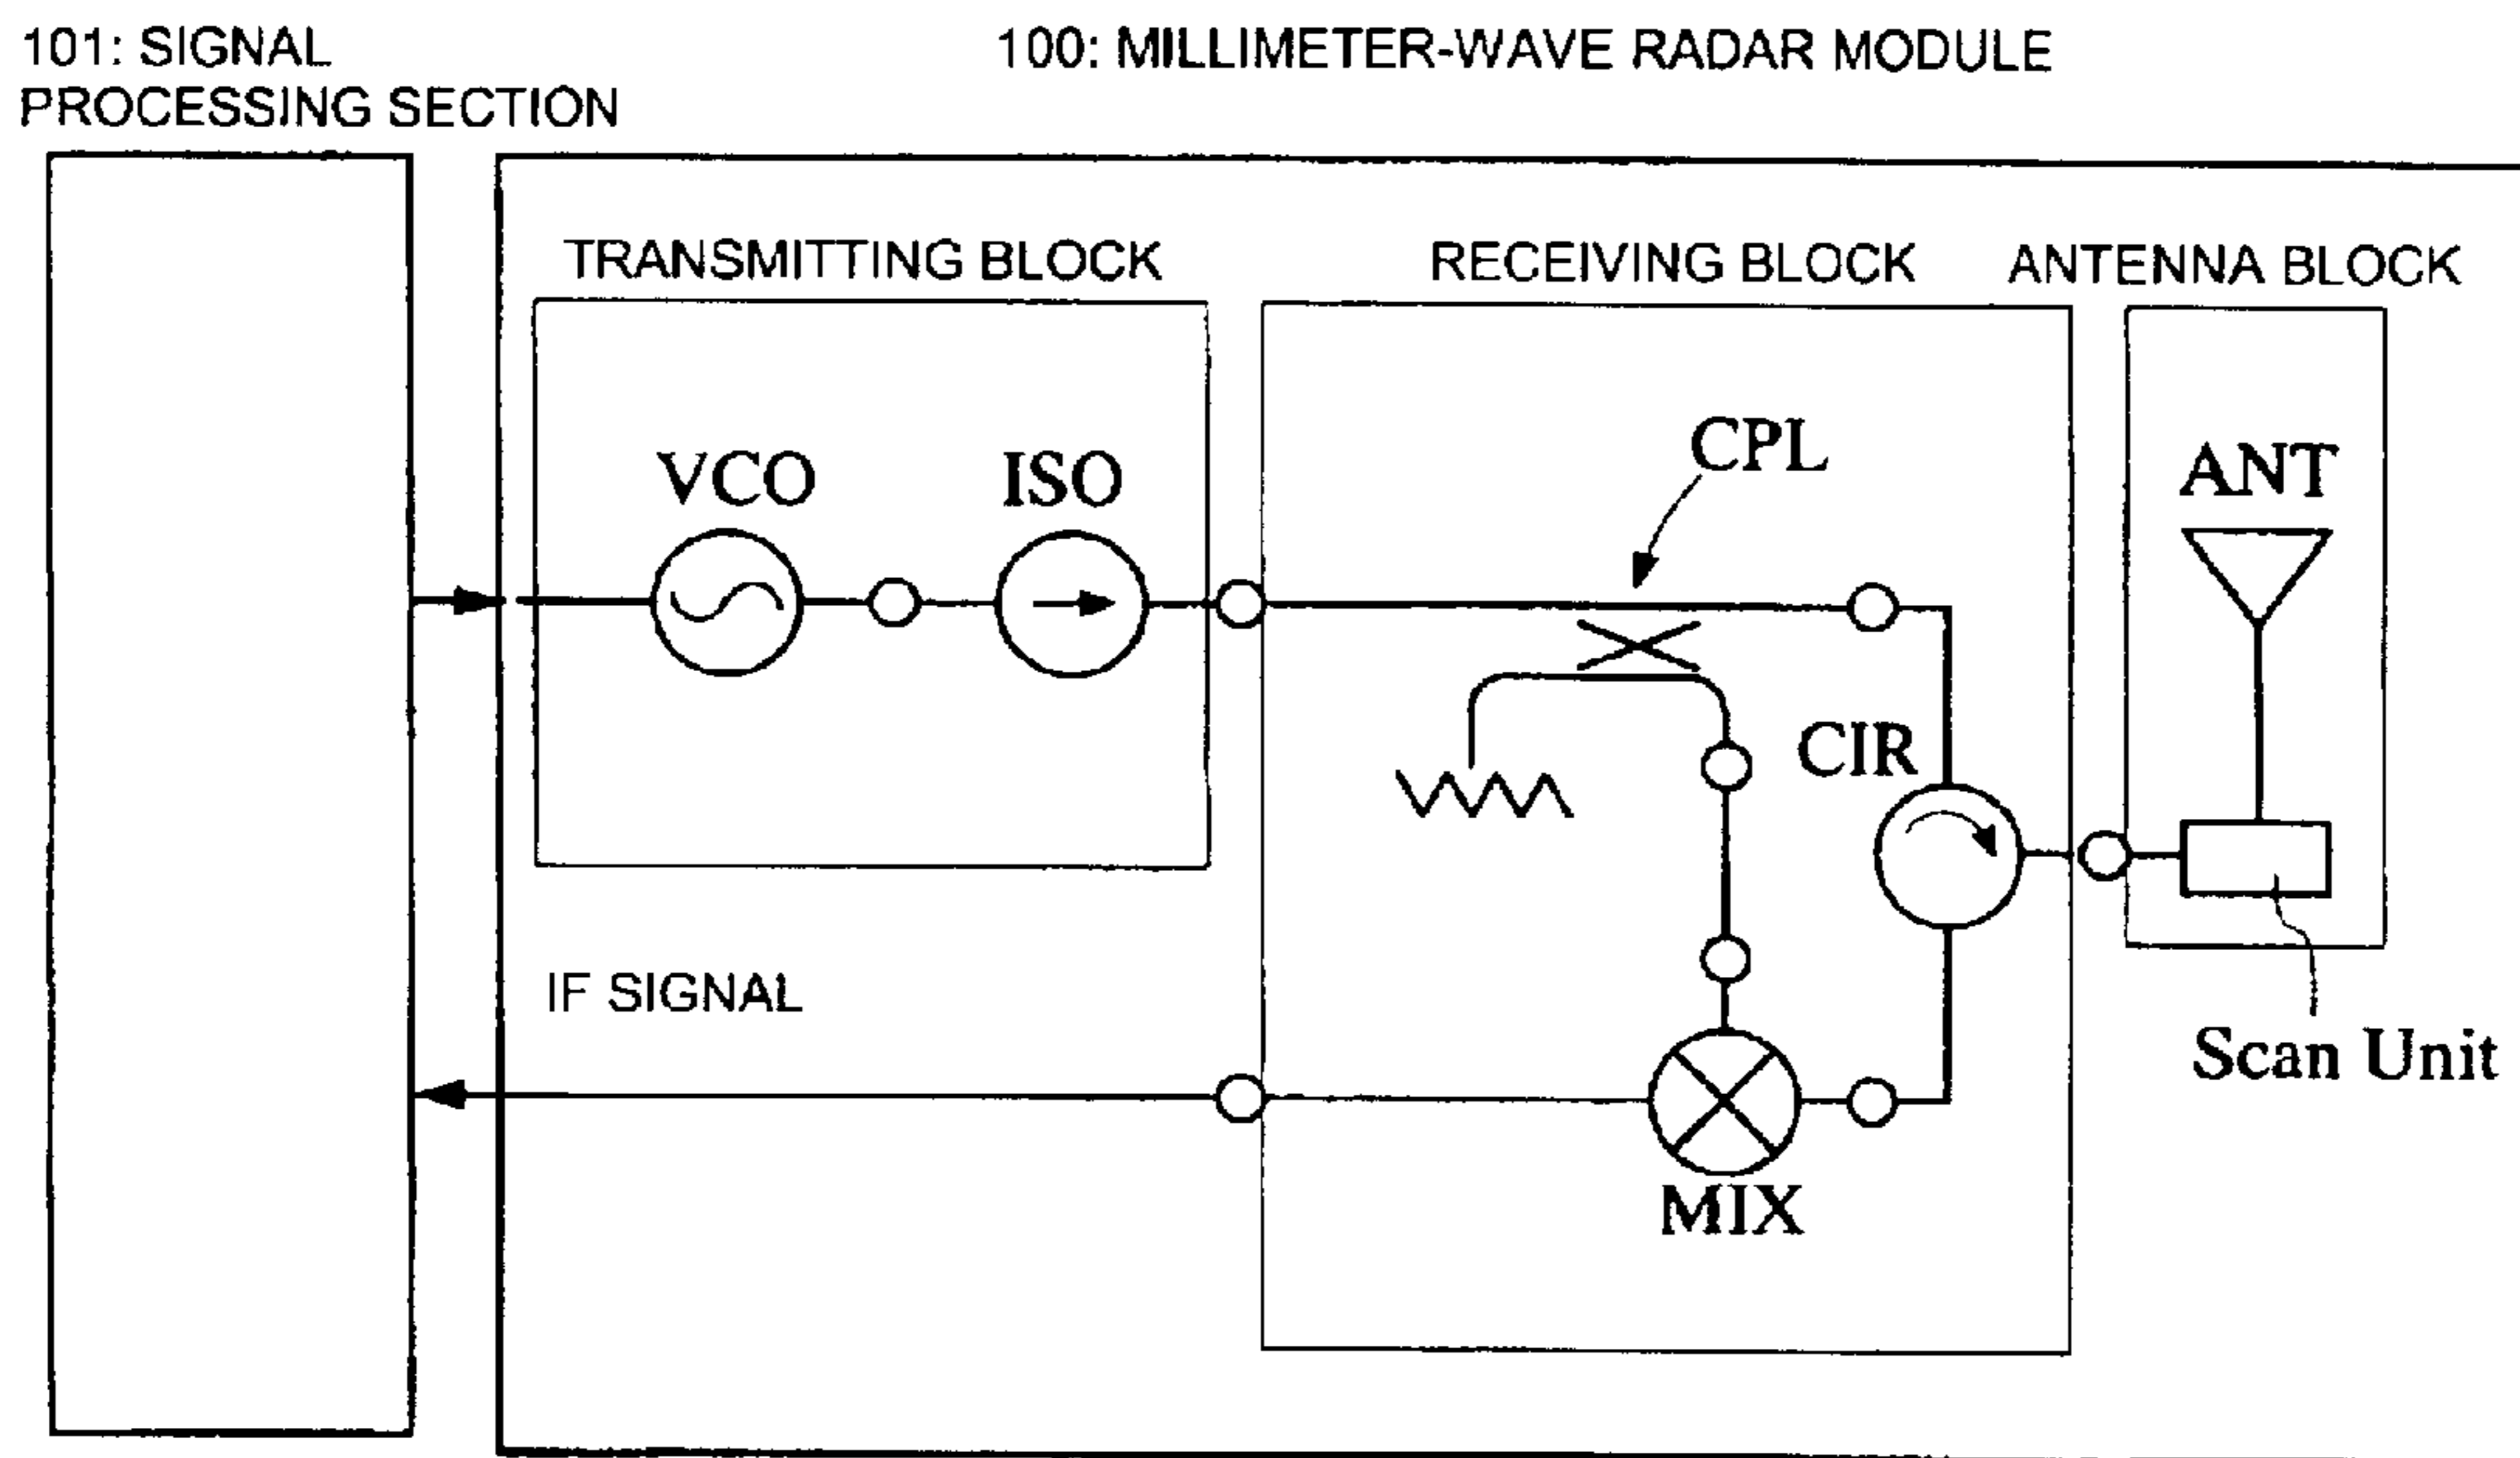 101: SIGNAL
PROCESSING SECTION
100: MILLIMETER-WAVE RADAR MODULE
TRANSMITTING BLOCK
RECEIVING BLOCK
ANTENNA BLOCK
VCO
ISO
CPL
ANT
CIR
IF SIGNAL
Scan Unit
MIX